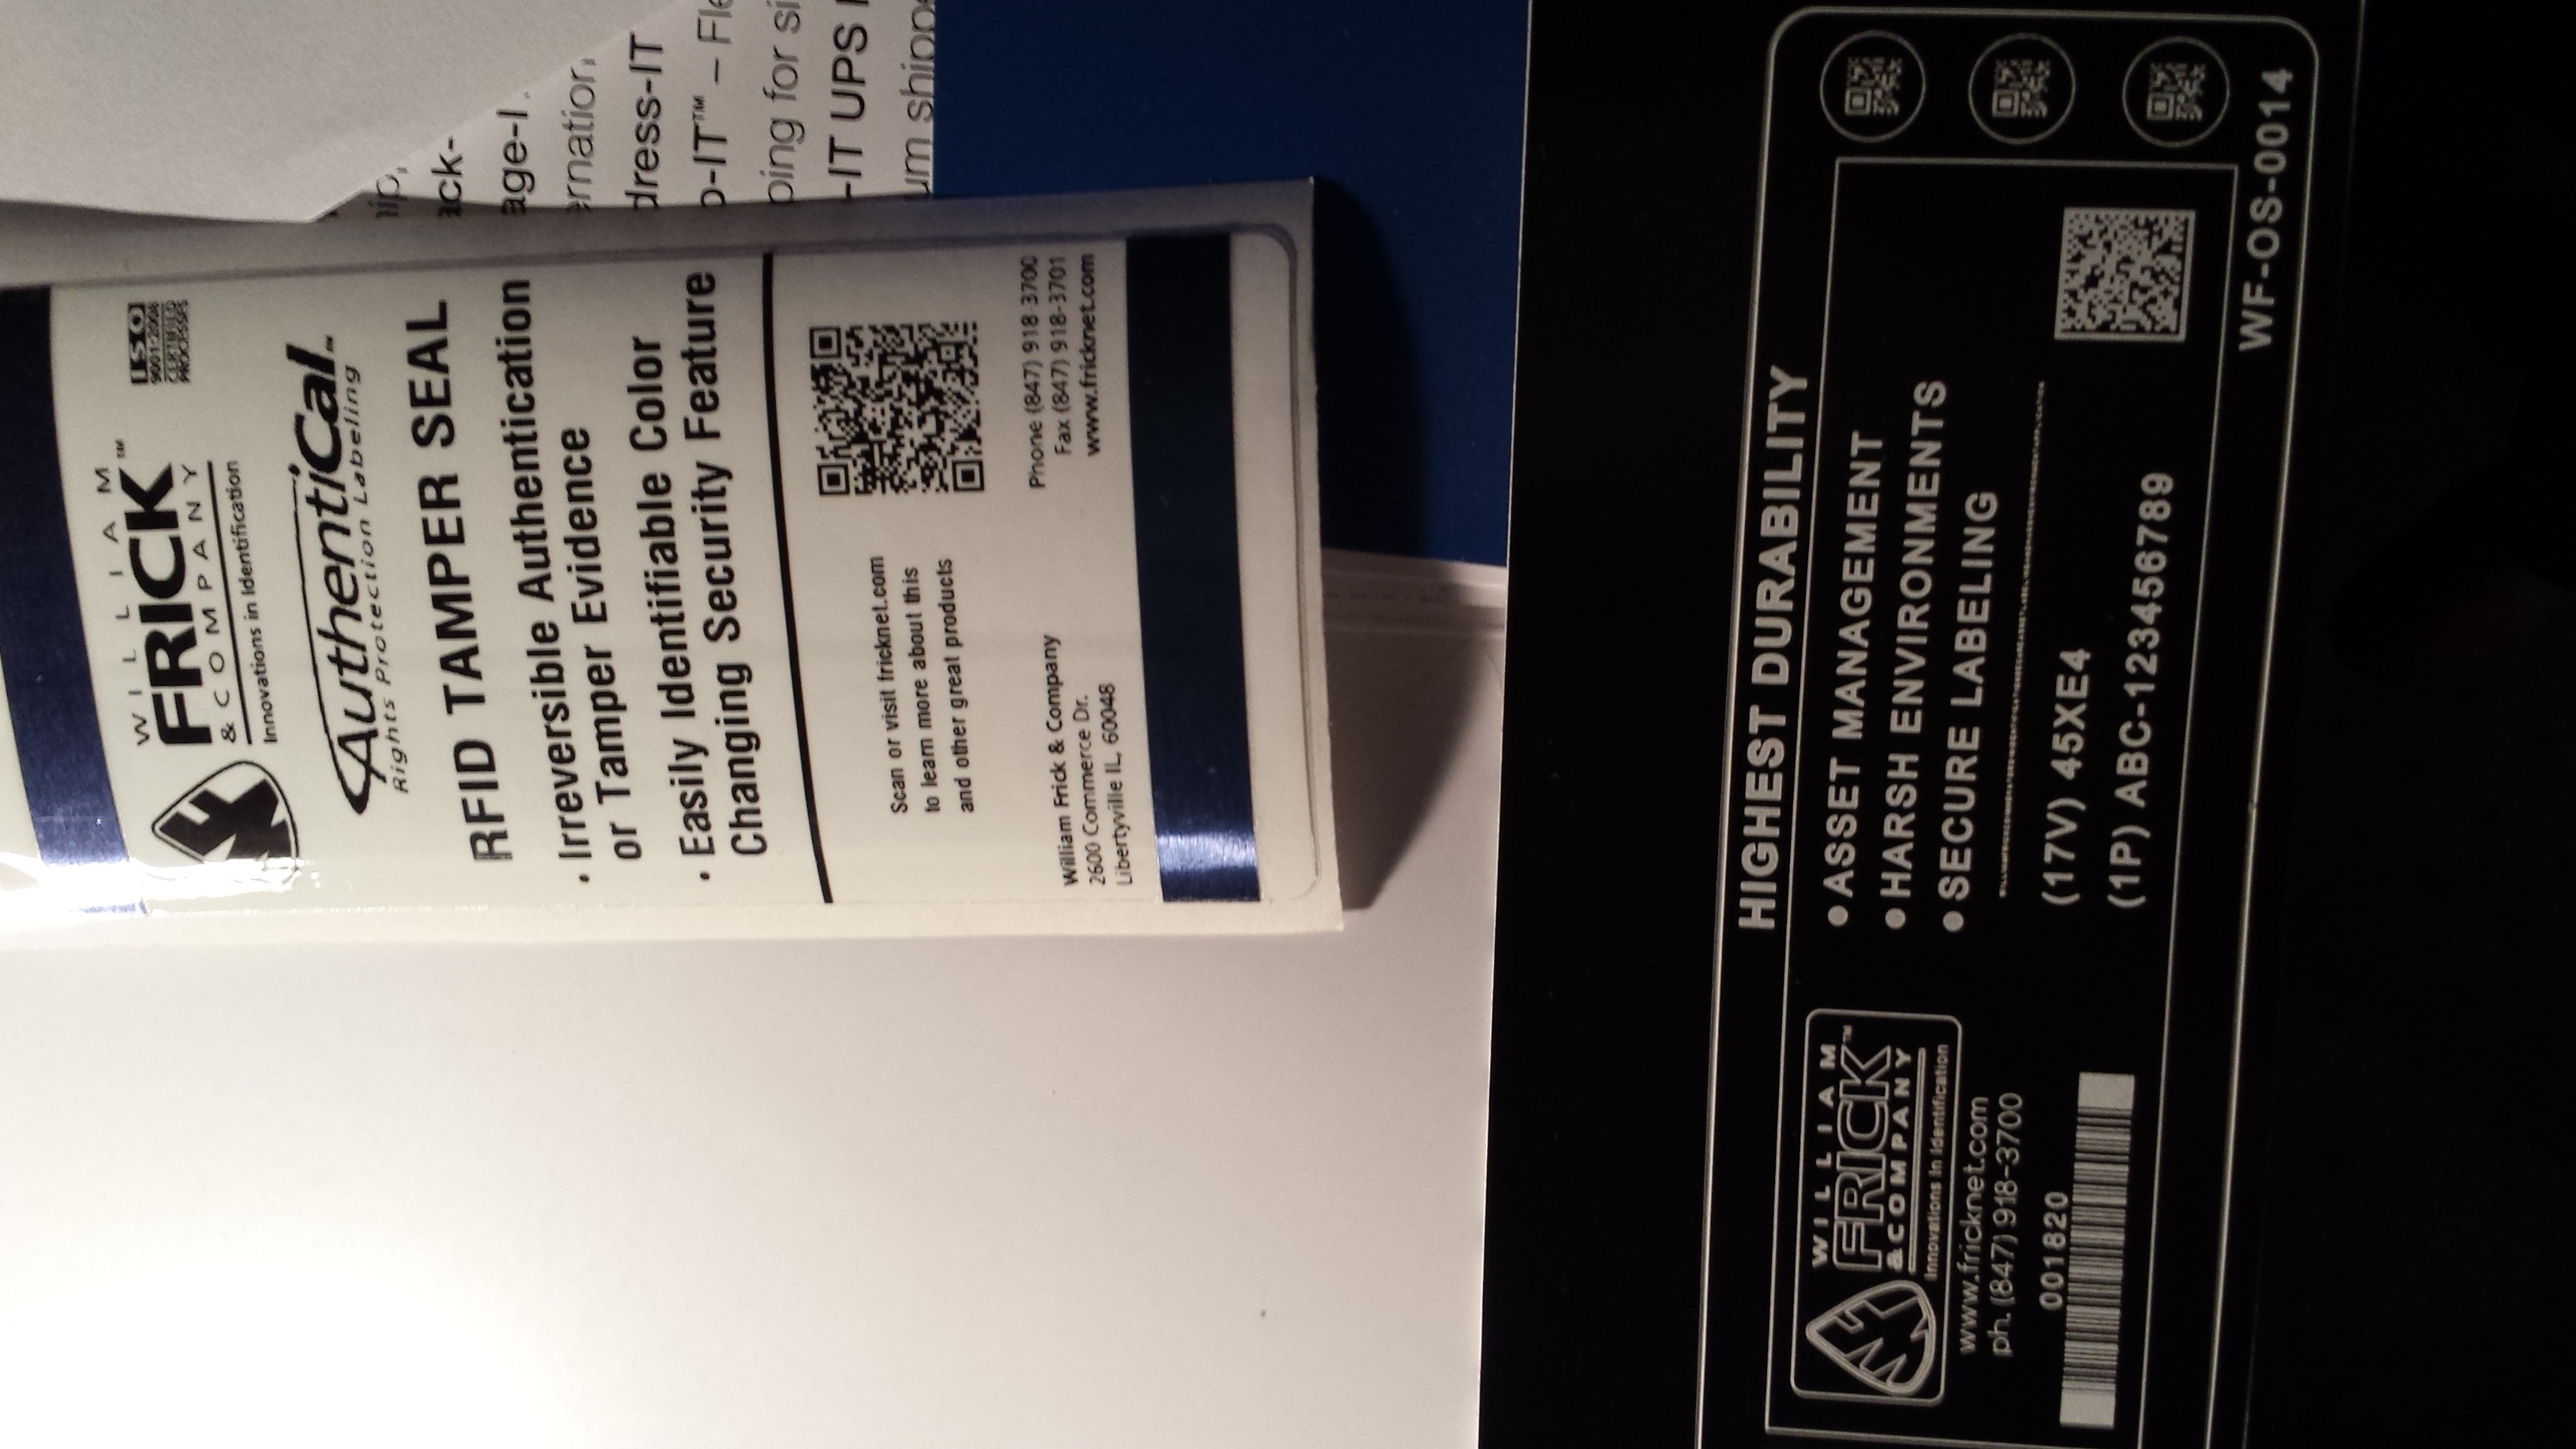 WILLIAM
FRICK™
& COMPANY
Innovations in Identification
ISO
9001:2008
CERTIFIED
PROCESSES
AuthentiCal™
Rights Protection Labeling
RFID TAMPER SEAL
· Irreversible Authentication
or Tamper Evidence
· Easily Identifiable Color
Changing Security Feature
Scan or visit fricknet.com
to learn more about this
and other great products
William Frick & Company
2600 Commerce Dr.
Libertyville IL, 60048
Phone (847) 918-3700
Fax (847) 918-3701
www.fricknet.com
ip,
ack-
age-I
ernation
dress-IT
p-IT™ – Fle
ping for si
-IT UPS
um shippe
HIGHEST DURABILITY
WF
WILLIAM
FRICK™
&COMPANY
Innovations In Identification
www.fricknet.com
ph. (847) 918-3700
001820
● ASSET MANAGEMENT
● HARSH ENVIRONMENTS
● SECURE LABELING
(17V) 45XE4
(1P) ABC-123456789
WF-OS-0014